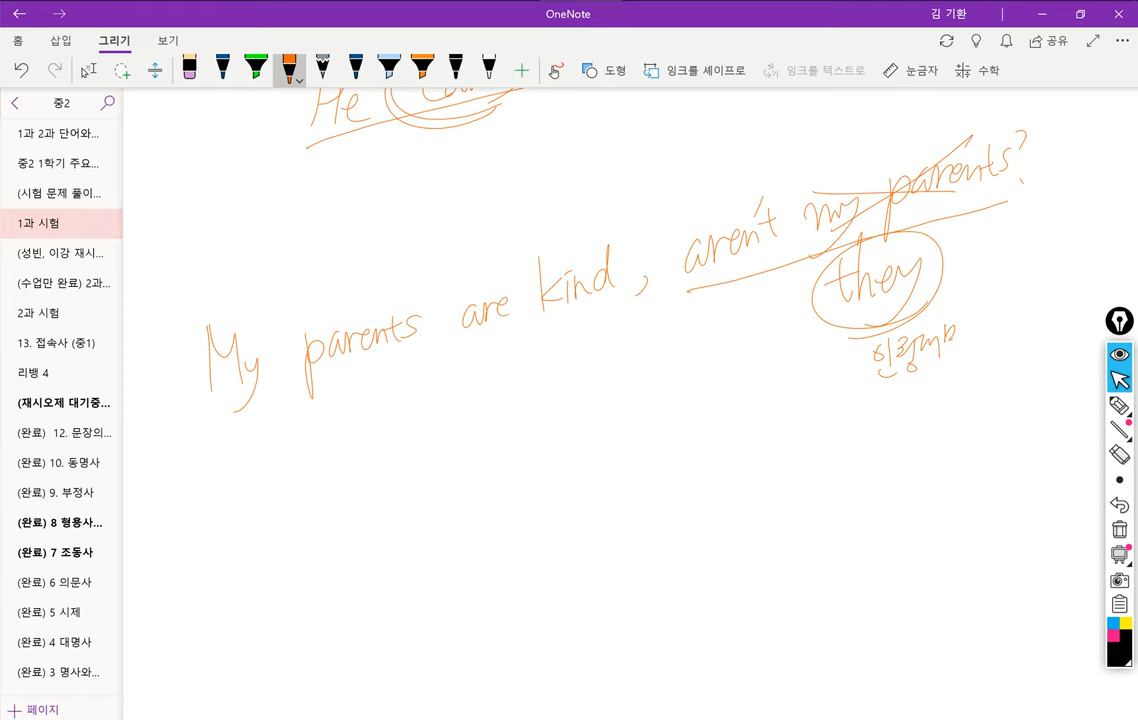 OneNote
김 기환
홈 삽입 그리기 보기
공유
도형 잉크를 셰이프로 잉크를 텍스트로 눈금자 수학
중2
1과 2과 단어와...
중2 1학기 주요...
(시험 문제 풀이...
1과 시험
(성빈, 이강 재시...
(수업만 완료) 2과...
2과 시험
13. 접속사 (중1)
리뱅 4
(재시오제 대기중...
(완료) 12. 문장의...
(완료) 10. 동명사
(완료) 9. 부정사
(완료) 8 형용사...
(완료) 7 조동사
(완료) 6 의문사
(완료) 5 시제
(완료) 4 대명사
(완료) 3 명사와...
페이지
He
My parents are kind, aren't my parents?
they
인칭대명